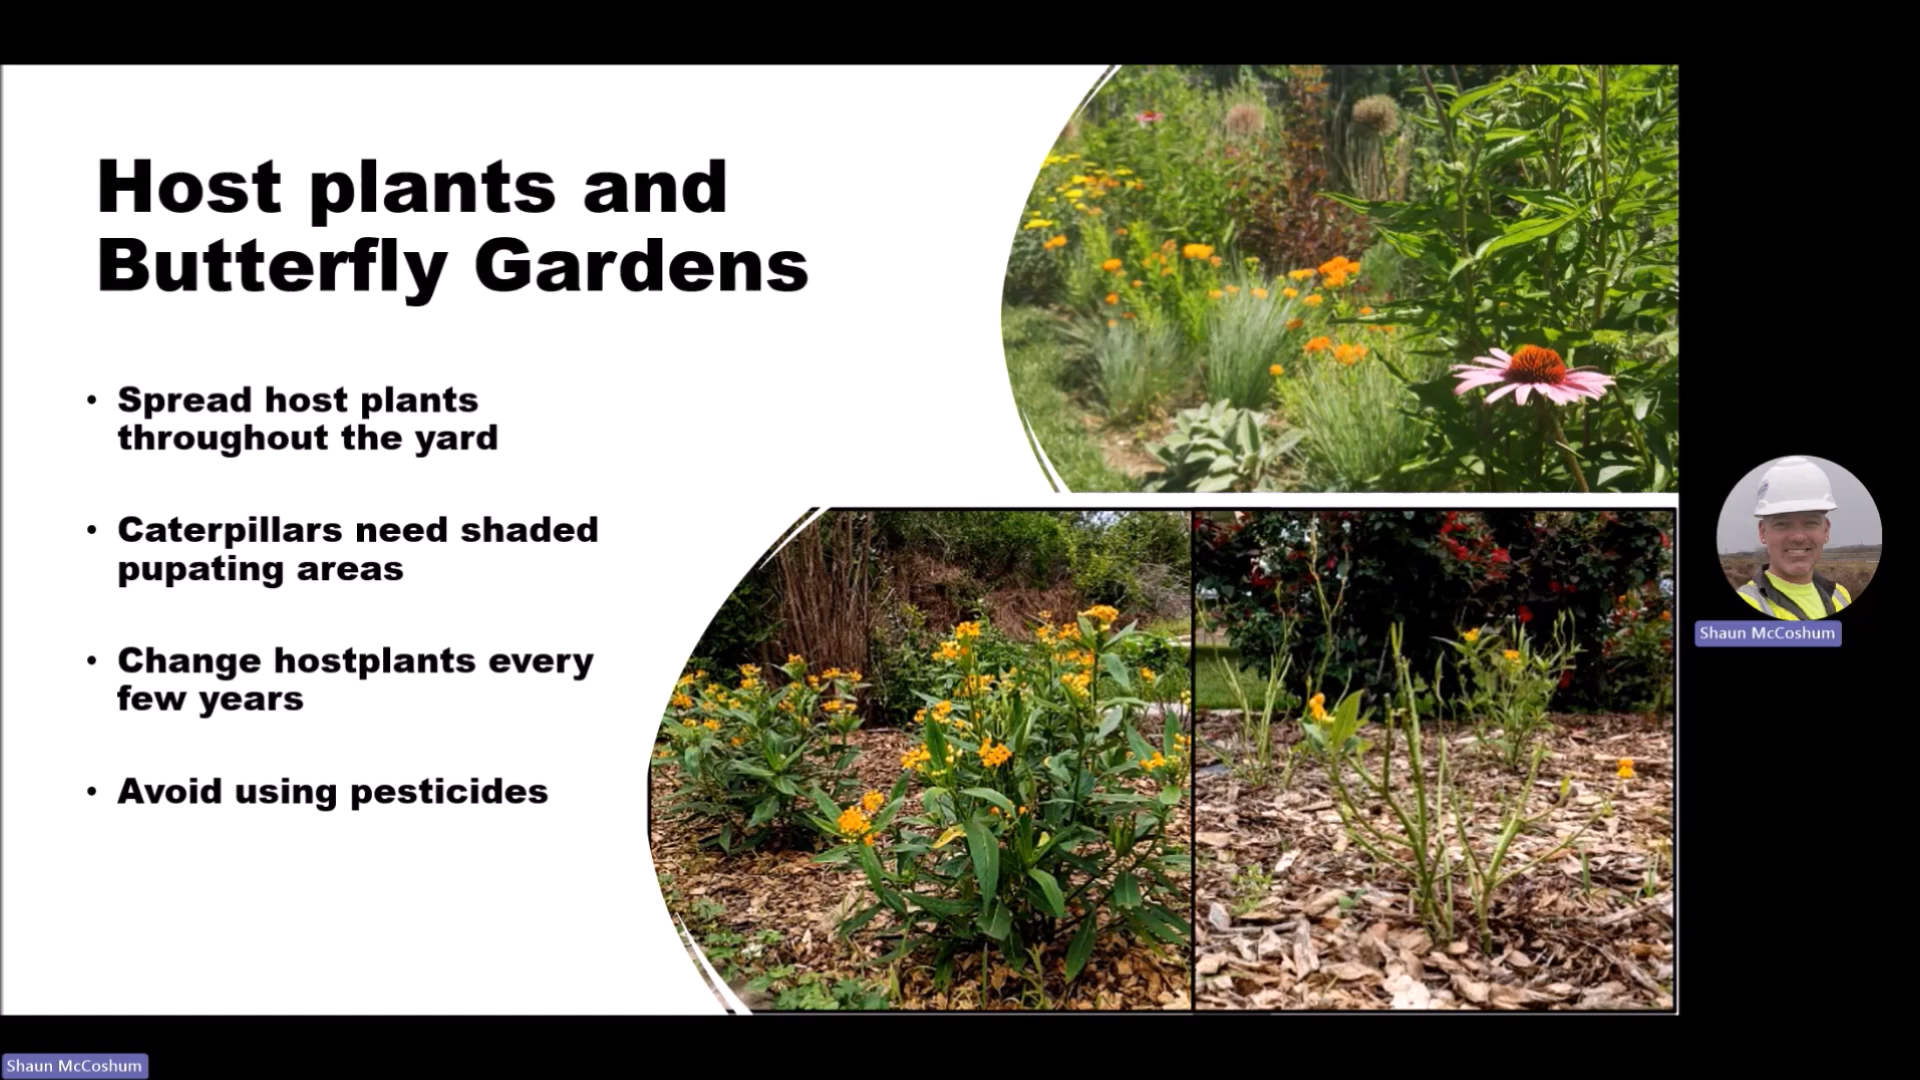 Host plants and
Butterfly Gardens
• Spread host plants
throughout the yard
• Caterpillars need shaded
pupating areas
• Change hostplants every
few years
• Avoid using pesticides
Shaun McCoshum
Shaun McCoshum